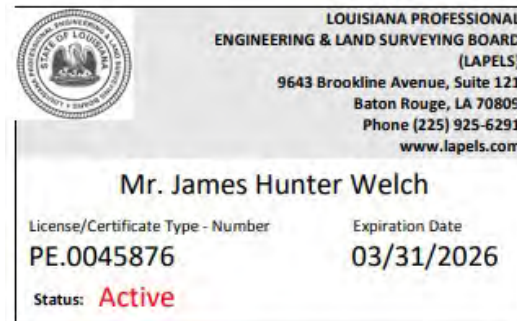 LOUISIANA PROFESSIONAL
ENGINEERING & LAND SURVEYING BOARD
(LAPELS)
9643 Brookline Avenue, Suite 121
Baton Rouge, LA 70809
Phone (225) 925-6291
www.lapels.com
STATE OF LOUISIANA
Mr. James Hunter Welch
License/Certificate Type - Number
Expiration Date
PE.0045876
03/31/2026
Status: Active